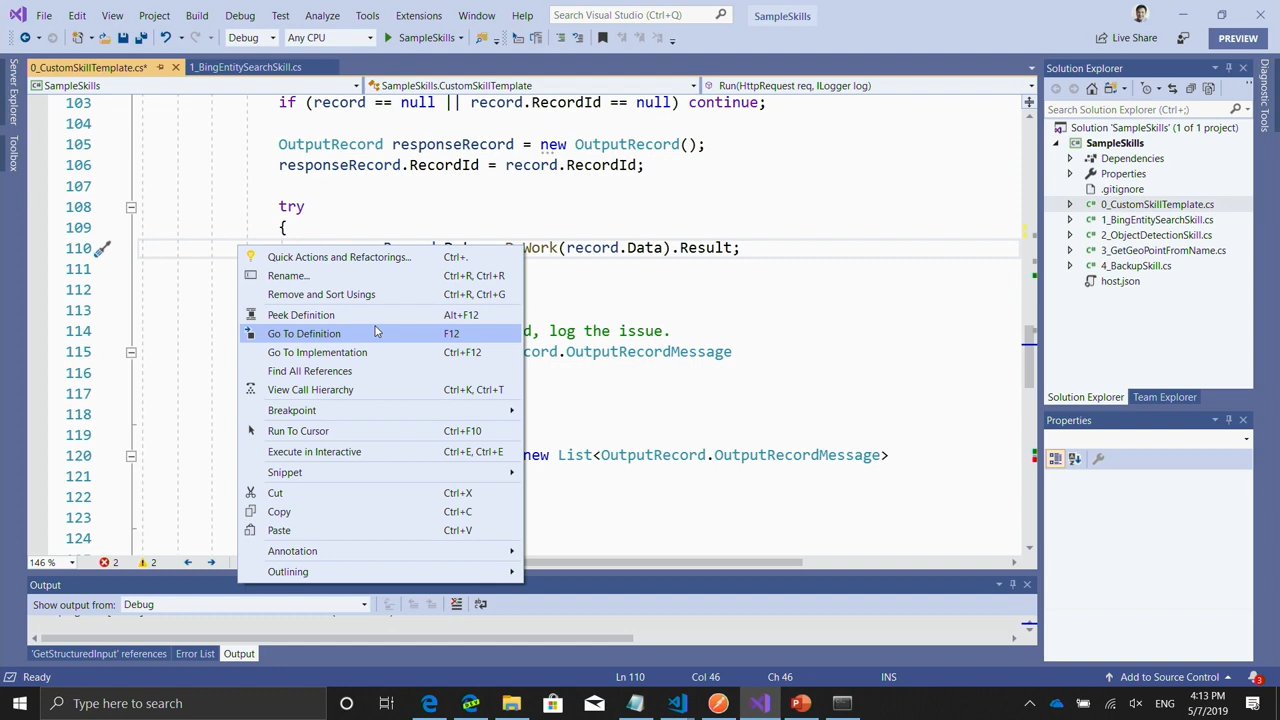 File Edit View Project Build Debug Test Analyze Tools Extensions Window Help Search Visual Studio (Ctrl+Q) SampleSkills
Debug Any CPU SampleSkills Live Share PREVIEW
0_CustomSkillTemplate.cs* 1_BingEntitySearchSkill.cs
SampleSkills SampleSkills.CustomSkillTemplate Run(HttpRequest req, ILogger log)
Server Explorer
Toolbox
103 if (record == null || record.RecordId == null) continue;
104
105 OutputRecord responseRecord = new OutputRecord();
106 responseRecord.RecordId = record.RecordId;
107
108 try
109 {
110 Work(record.Data).Result;
111
112
113
114 d, log the issue.
115 cord.OutputRecordMessage
116
117
118
119
120 new List<OutputRecord.OutputRecordMessage>
121
122
123
124
Quick Actions and Refactorings... Ctrl+.
Rename... Ctrl+R, Ctrl+R
Remove and Sort Usings Ctrl+R, Ctrl+G
Peek Definition Alt+F12
Go To Definition F12
Go To Implementation Ctrl+F12
Find All References
View Call Hierarchy Ctrl+K, Ctrl+T
Breakpoint
Run To Cursor Ctrl+F10
Execute in Interactive Ctrl+E, Ctrl+E
Snippet
Cut Ctrl+X
Copy Ctrl+C
Paste Ctrl+V
Annotation
Outlining
146 % 2 2
Output
Show output from: Debug
'GetStructuredInput' references Error List Output
Solution Explorer
Search Solution Explorer (Ctrl+;)
Solution 'SampleSkills' (1 of 1 project)
SampleSkills
Dependencies
Properties
.gitignore
0_CustomSkillTemplate.cs
1_BingEntitySearchSkill.cs
2_ObjectDetectionSkill.cs
3_GetGeoPointFromName.cs
4_BackupSkill.cs
host.json
Solution Explorer Team Explorer
Properties
Diagnostic Tools
Ready Ln 110 Col 46 Ch 46 INS Add to Source Control 3
Type here to search ENG 4:13 PM
5/7/2019